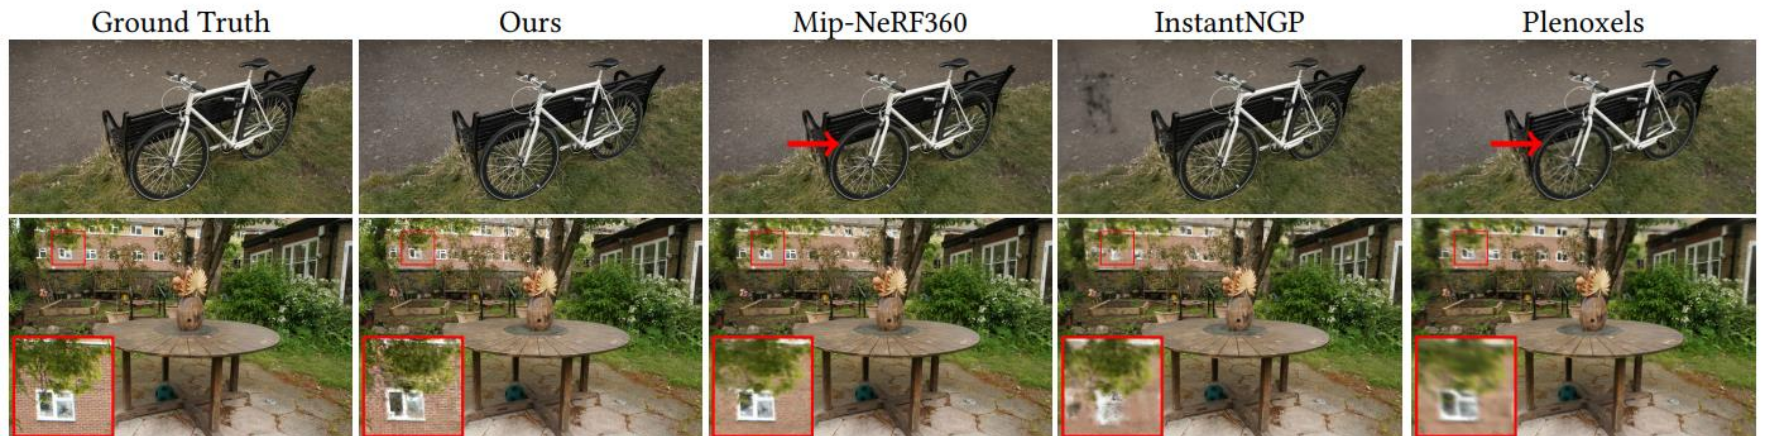 Ground Truth
Ours
Mip-NeRF360
InstantNGP
Plenoxels